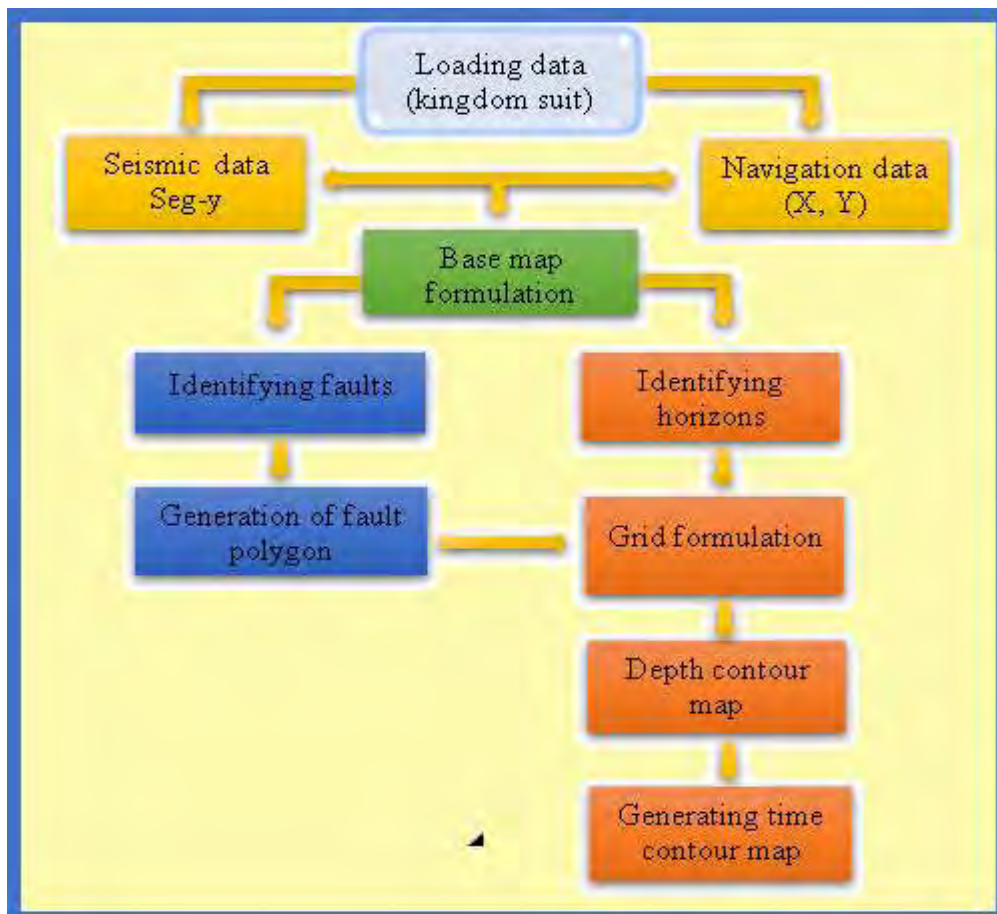 Loading data
(kingdom suit)
Seismic data
Seg-y
Navigation data
(X, Y)
Base map
formulation
Identifying faults
Identifying
horizons
Generation of fault
polygon
Grid formulation
Depth contour
map
Generating time
contour map